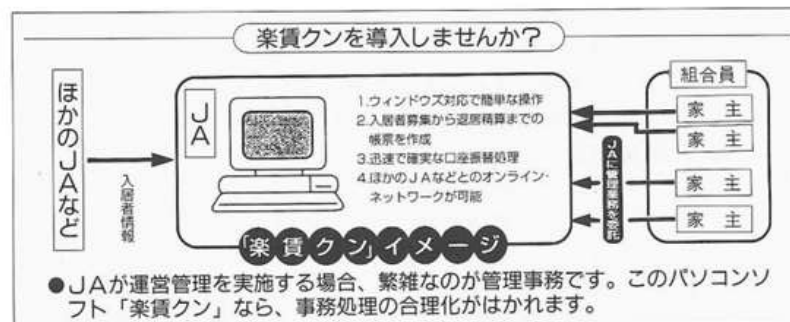 楽賃クンを導入しませんか?
ほかのJAなど
入居者情報
JA
1.ウィンドウズ対応で簡単な操作
2.入居者募集から退居精算までの
帳票を作成
3.迅速で確実な口座振替処理
4.ほかのJAなどとのオンライン・
ネットワークが可能
「楽賃クン」イメージ
JAに管理業務を委託
組合員
家主
家主
家主
家主
●JAが運営管理を実施する場合、繁雑なのが管理事務です。このパソコンソ
フト「楽賃クン」なら、事務処理の合理化がはかれます。